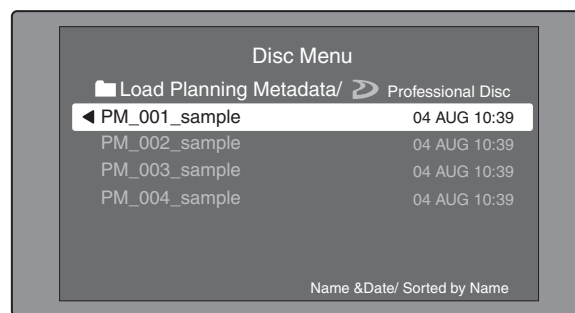 Disc Menu
Load Planning Metadata/ Professional Disc
PM_001_sample 04 AUG 10:39
PM_002_sample 04 AUG 10:39
PM_003_sample 04 AUG 10:39
PM_004_sample 04 AUG 10:39
Name &Date/ Sorted by Name